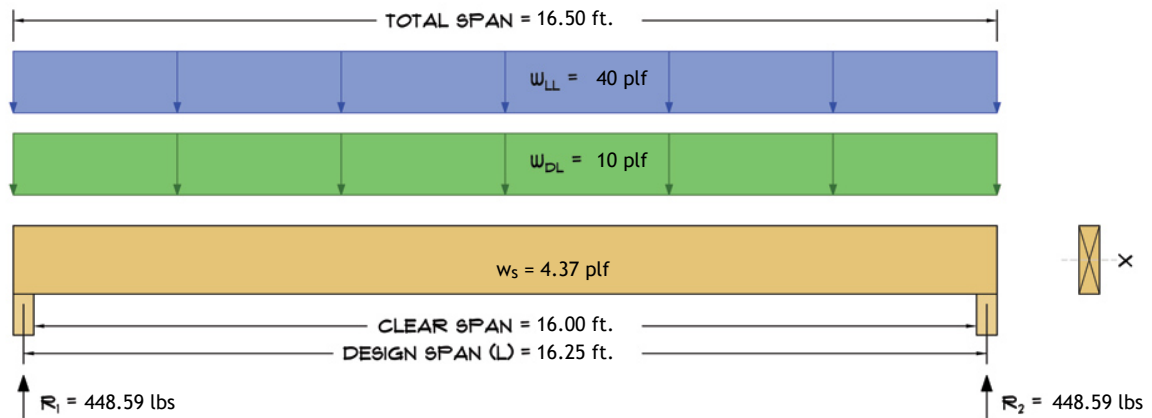 TOTAL SPAN = 16.50 ft.
WLL = 40 plf
WDL = 10 plf
ws = 4.37 plf
X
CLEAR SPAN = 16.00 ft.
DESIGN SPAN (L) = 16.25 ft.
R1 = 448.59 lbs
R2 = 448.59 lbs